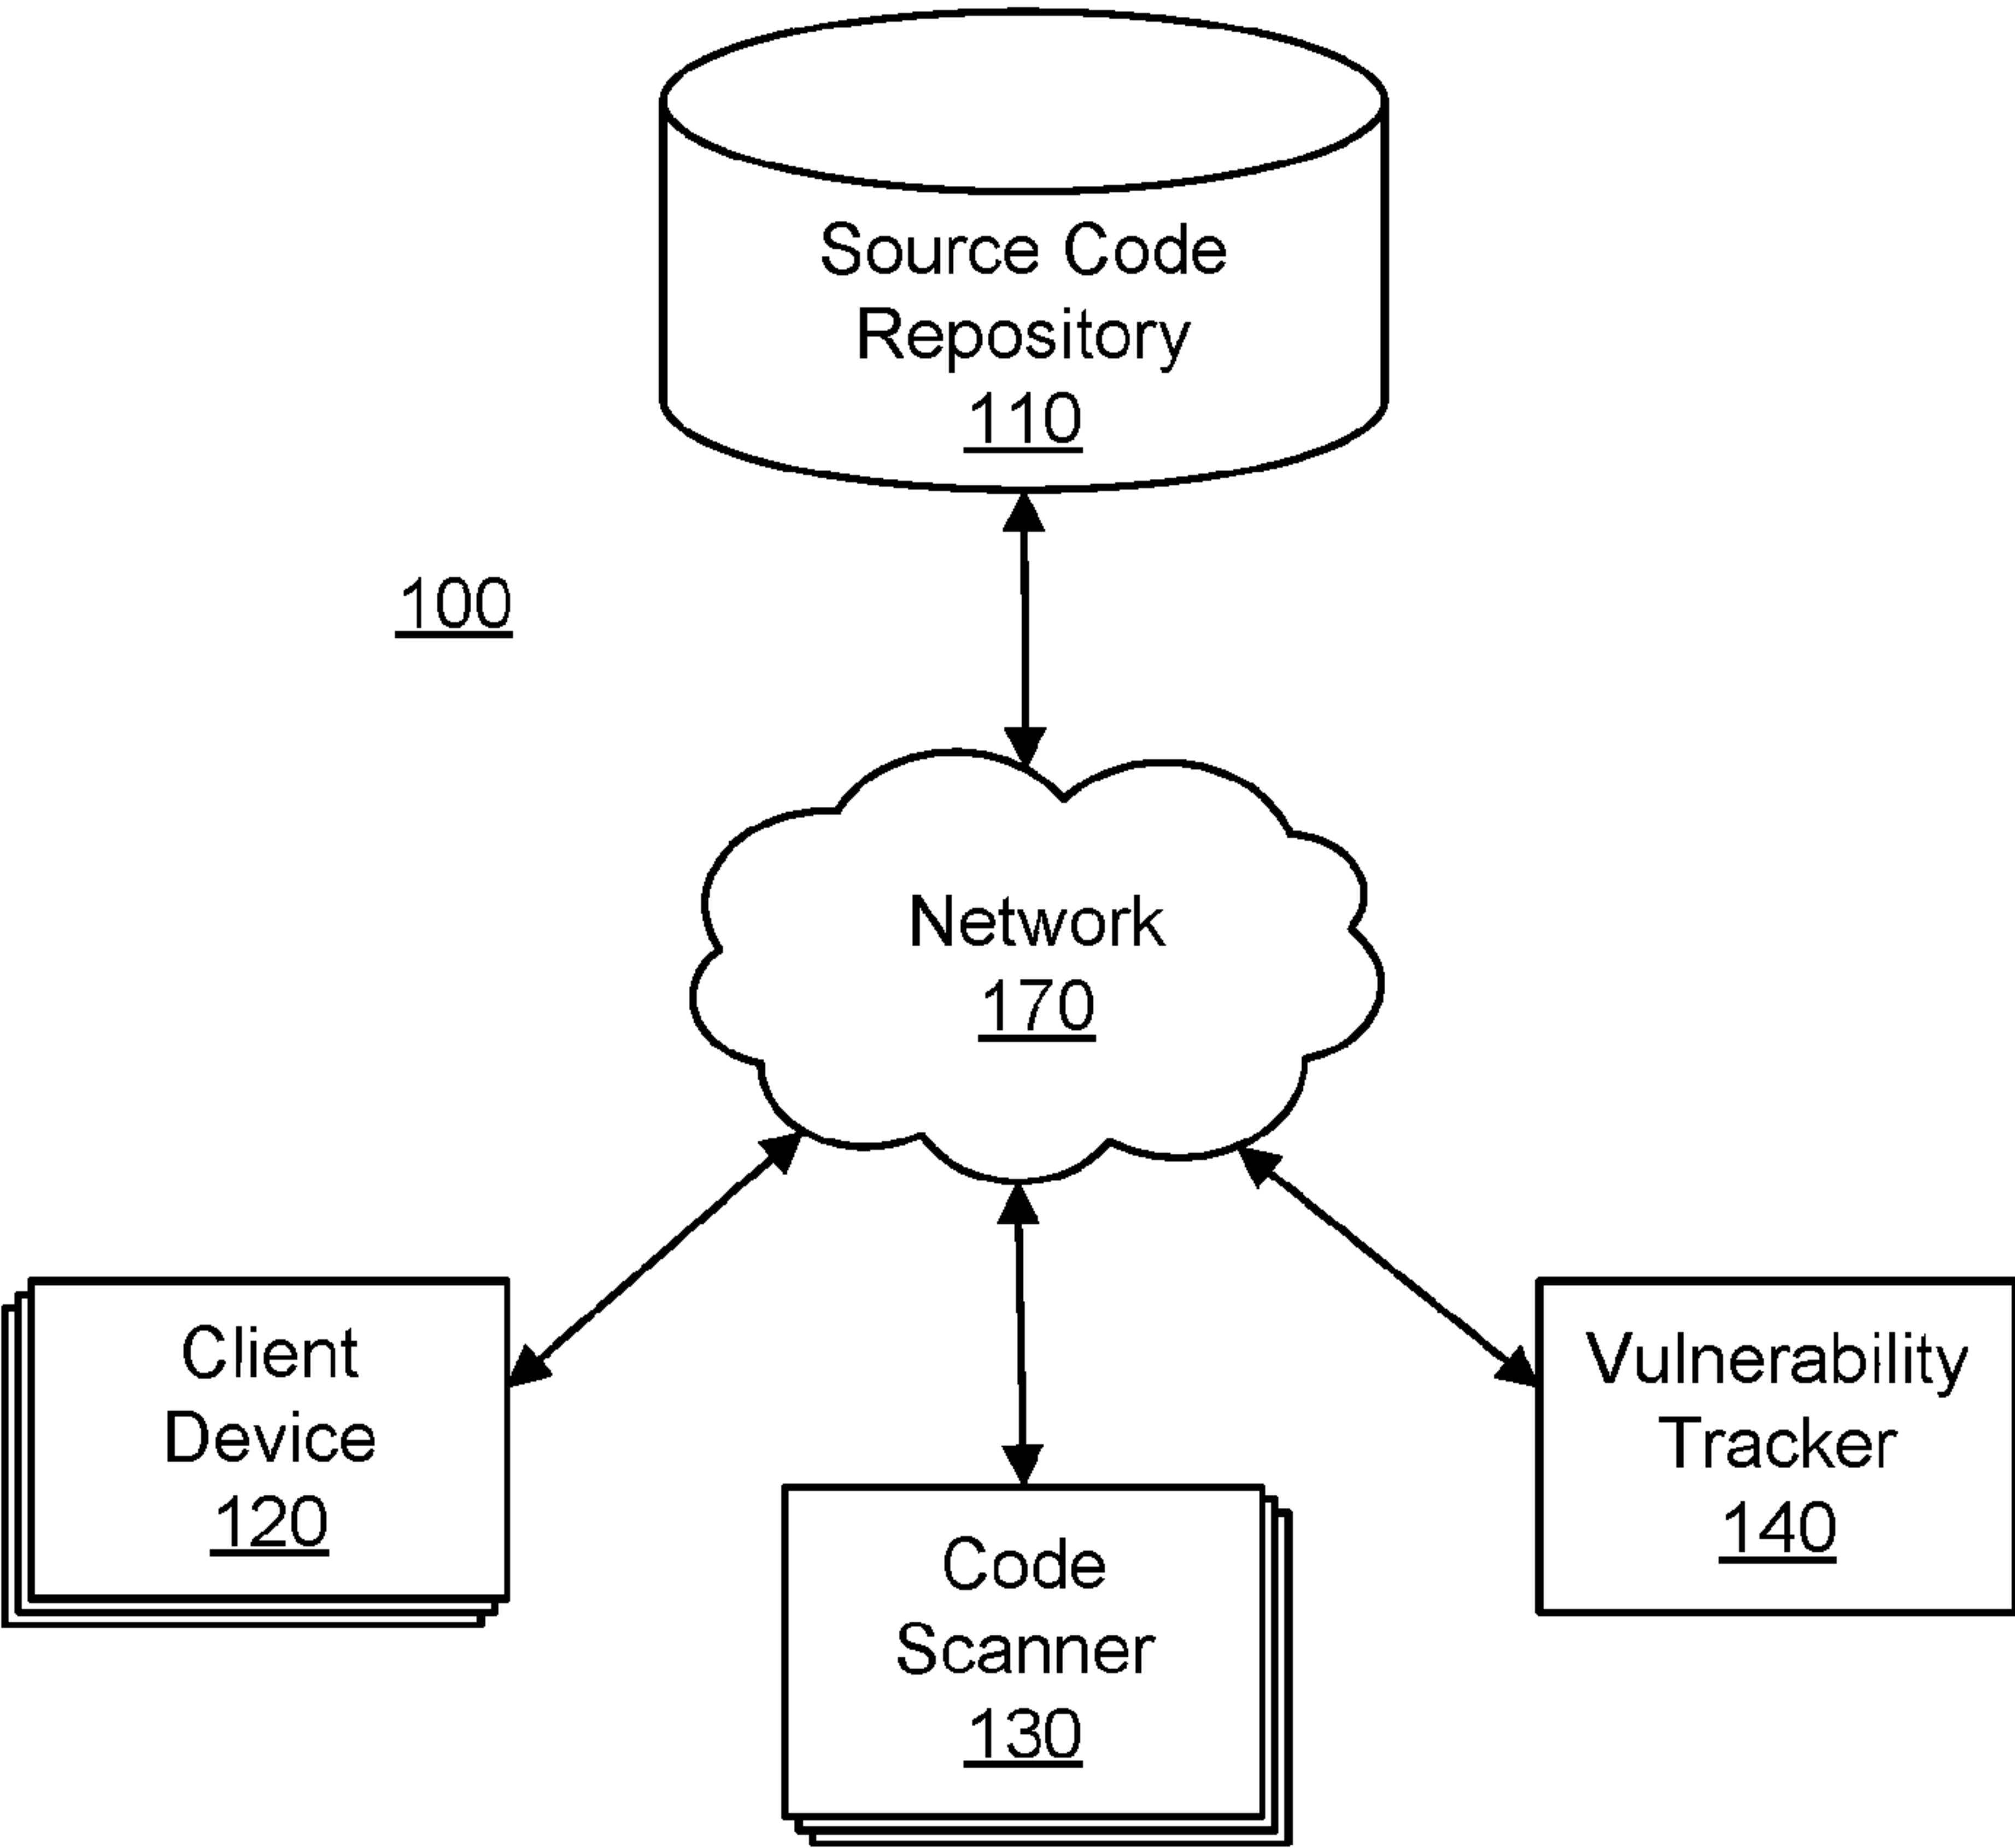 Source Code
Repository
110
100
Network
170
Client
Device
120
Code
Scanner
130
Vulnerability
Tracker
140